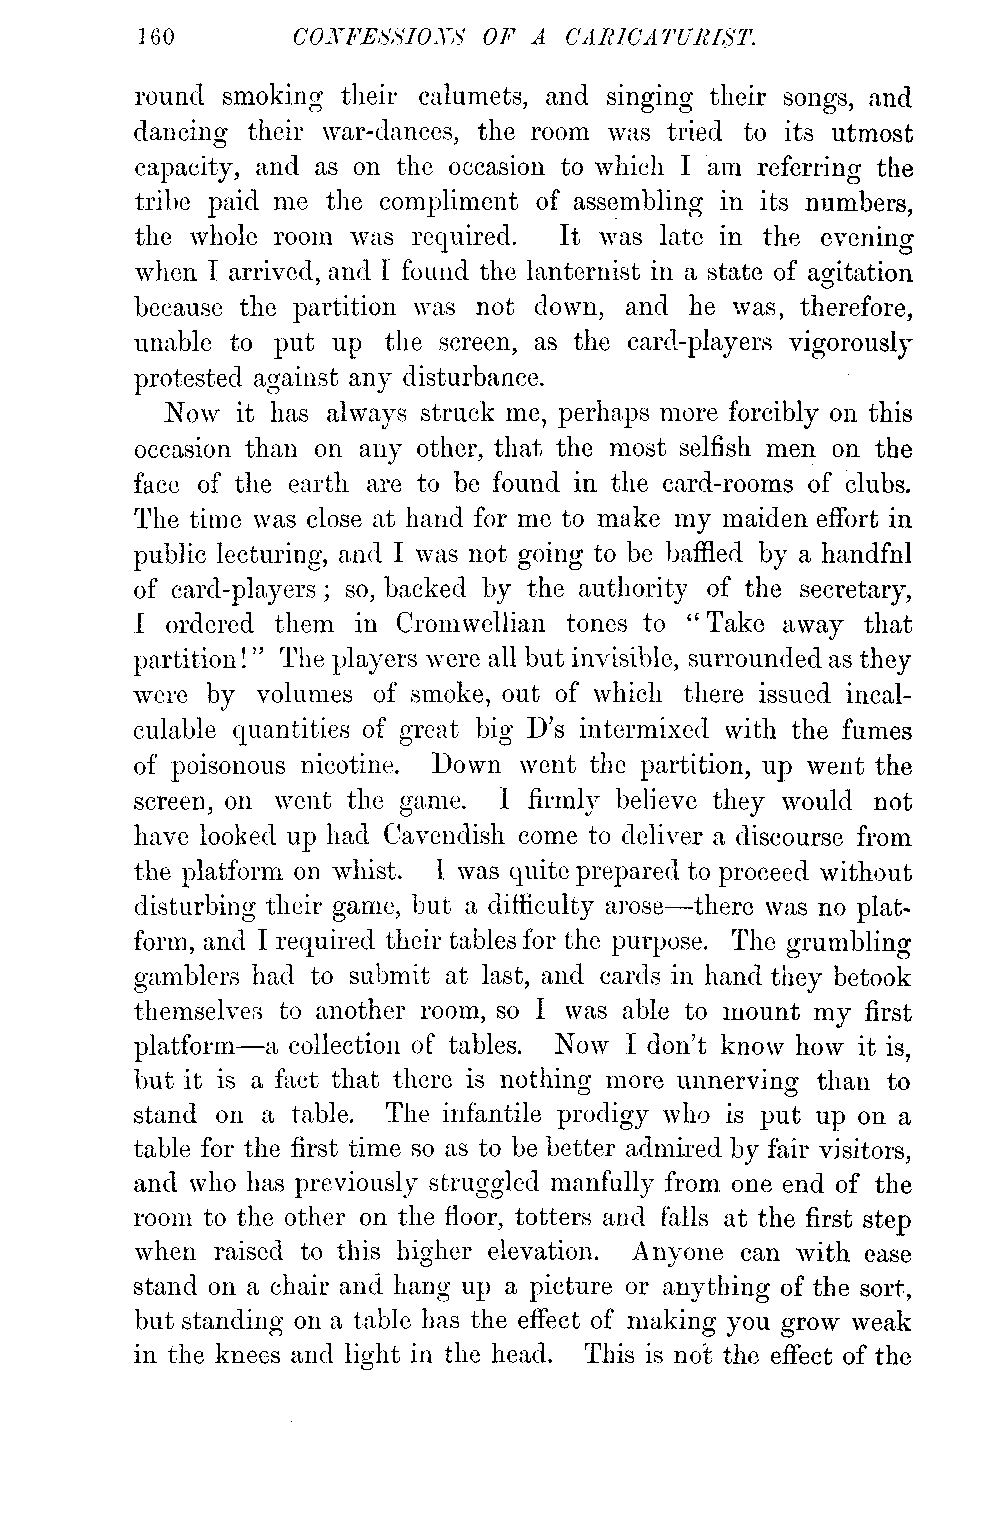 160 CONFESSIONS OF A CARICATURIST.
round smoking their calumets, and singing their songs, and
dancing their war-dances, the room was tried to its utmost
capacity, and as on the occasion to which I am referring the
tribe paid me the compliment of assembling in its numbers,
the whole room was required. It was late in the evening
when I arrived, and I found the lanternist in a state of agitation
because the partition was not down, and he was, therefore,
unable to put up the screen, as the card-players vigorously
protested against any disturbance.
Now it has always struck me, perhaps more forcibly on this
occasion than on any other, that the most selfish men on the
face of the earth are to be found in the card-rooms of clubs.
The time was close at hand for me to make my maiden effort in
public lecturing, and I was not going to be baffled by a handful
of card-players; so, backed by the authority of the secretary,
I ordered them in Cromwellian tones to "Take away that
partition!" The players were all but invisible, surrounded as they
were by volumes of smoke, out of which there issued incal-
culable quantities of great big D's intermixed with the fumes
of poisonous nicotine. Down went the partition, up went the
screen, on went the game. I firmly believe they would not
have looked up had Cavendish come to deliver a discourse from
the platform on whist. I was quite prepared to proceed without
disturbing their game, but a difficulty arose—there was no plat-
form, and I required their tables for the purpose. The grumbling
gamblers had to submit at last, and cards in hand they betook
themselves to another room, so I was able to mount my first
platform—a collection of tables. Now I don't know how it is,
but it is a fact that there is nothing more unnerving than to
stand on a table. The infantile prodigy who is put up on a
table for the first time so as to be better admired by fair visitors,
and who has previously struggled manfully from one end of the
room to the other on the floor, totters and falls at the first step
when raised to this higher elevation. Anyone can with ease
stand on a chair and hang up a picture or anything of the sort,
but standing on a table has the effect of making you grow weak
in the knees and light in the head. This is not the effect of the